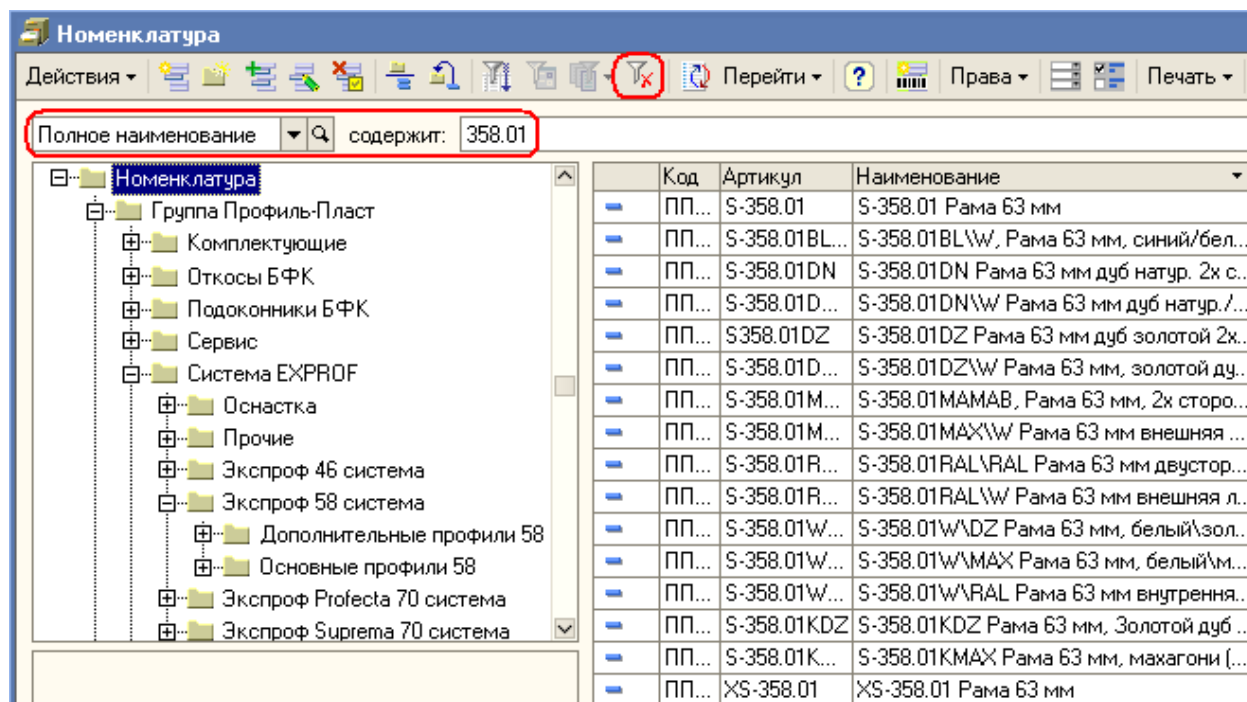 Номенклатура
Действия Перейти ? Права Печать
Полное наименование содержит: 358.01
Номенклатура
Группа Профиль-Пласт
Комплектующие
Откосы БФК
Подоконники БФК
Сервис
Система EXPROF
Оснастка
Прочие
Экспроф 46 система
Экспроф 58 система
Дополнительные профили 58
Основные профили 58
Экспроф Profecta 70 система
Экспроф Suprema 70 система
Код Артикул Наименование
ПП... S-358.01 S-358.01 Рама 63 мм
ПП... S-358.01BL... S-358.01BL\W, Рама 63 мм, синий/бел...
ПП... S-358.01DN S-358.01DN Рама 63 мм дуб натур. 2х с...
ПП... S-358.01D... S-358.01DN\W Рама 63 мм дуб натур./...
ПП... S358.01DZ S-358.01DZ Рама 63 мм дуб золотой 2х...
ПП... S-358.01D... S-358.01DZ\W Рама 63 мм, золотой ду...
ПП... S-358.01M... S-358.01MAMAB, Рама 63 мм, 2х сторо...
ПП... S-358.01M... S-358.01MAX\W Рама 63 мм внешняя ...
ПП... S-358.01R... S-358.01RAL\RAL Рама 63 мм двустор...
ПП... S-358.01R... S-358.01RAL\W Рама 63 мм внешняя л...
ПП... S-358.01W... S-358.01W\DZ Рама 63 мм, белый\зол...
ПП... S-358.01W... S-358.01W\MAX Рама 63 мм, белый\м...
ПП... S-358.01W... S-358.01W\RAL Рама 63 мм внутрення...
ПП... S-358.01KDZ S-358.01KDZ Рама 63 мм, Золотой дуб ...
ПП... S-358.01K... S-358.01KMAX Рама 63 мм, махагони (...
ПП... XS-358.01 XS-358.01 Рама 63 мм